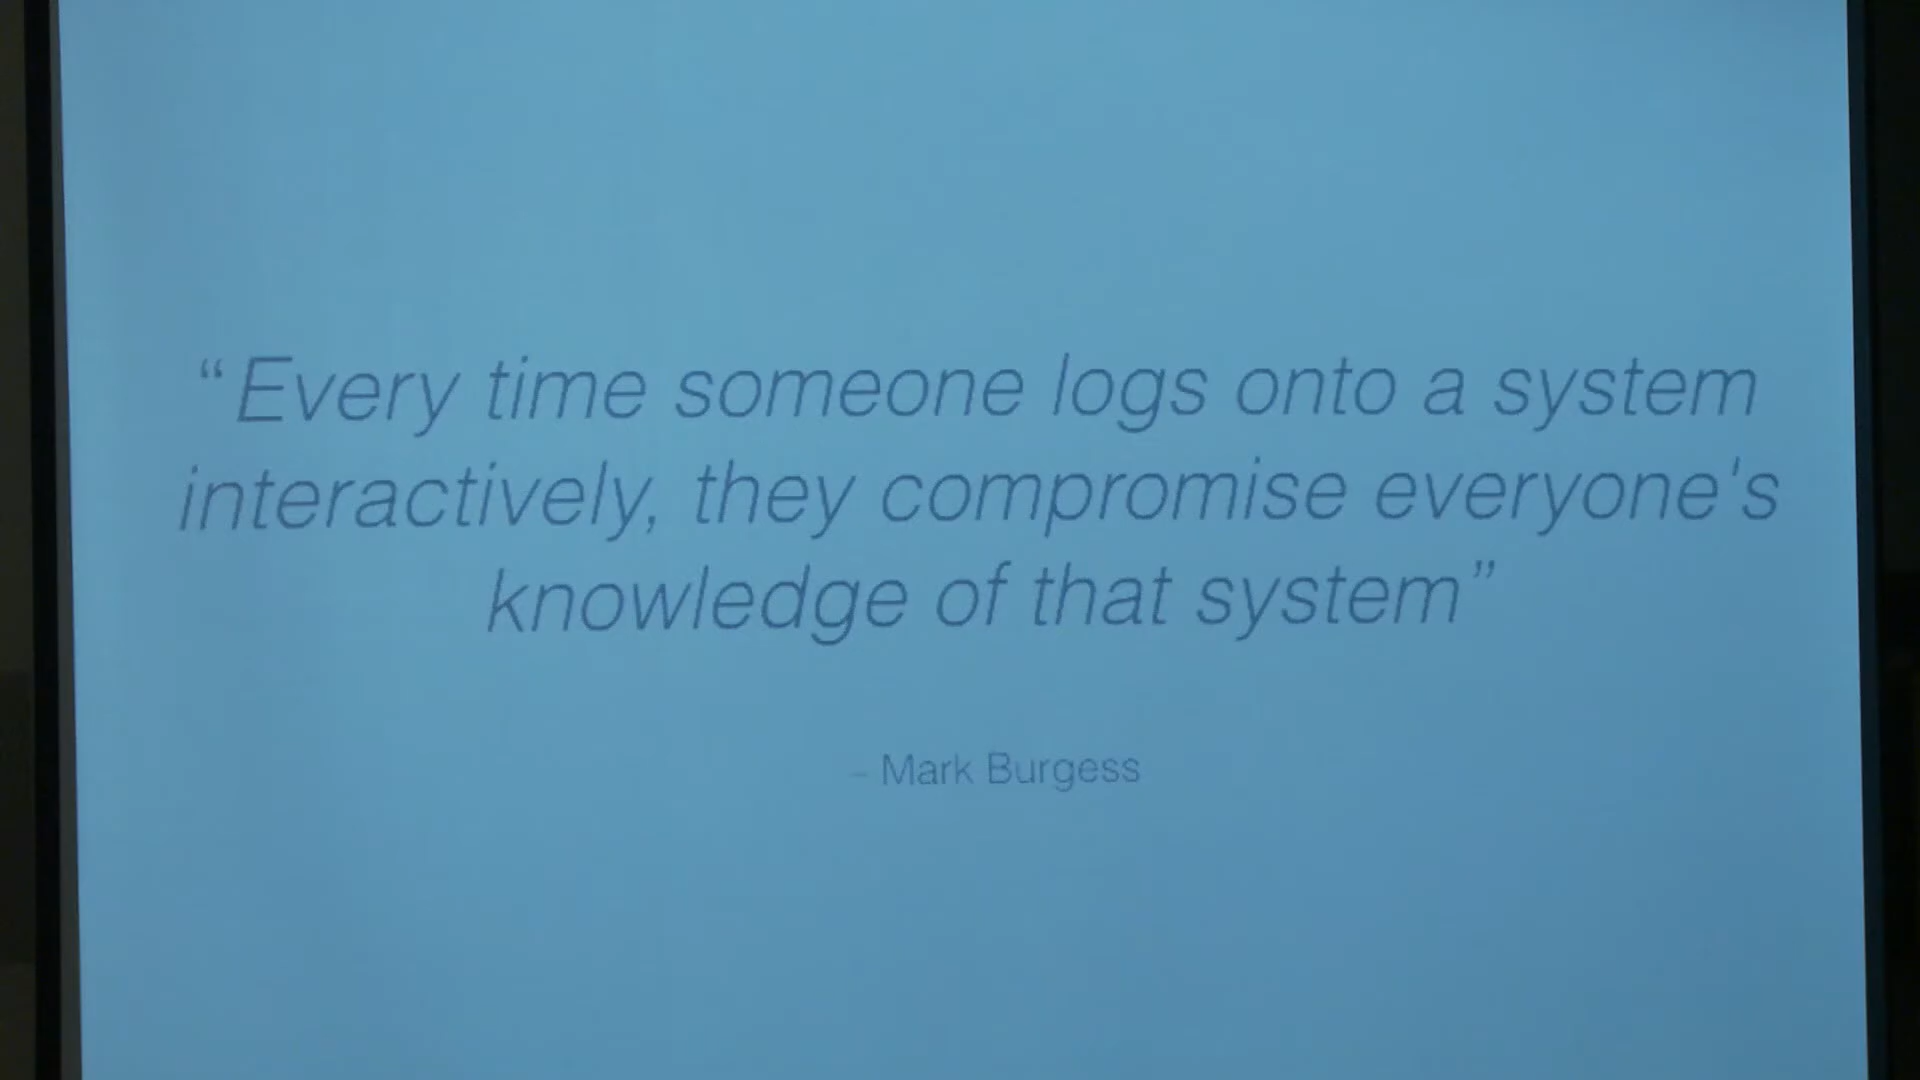 “Every time someone logs onto a system
interactively, they compromise everyone's
knowledge of that system”
– Mark Burgess